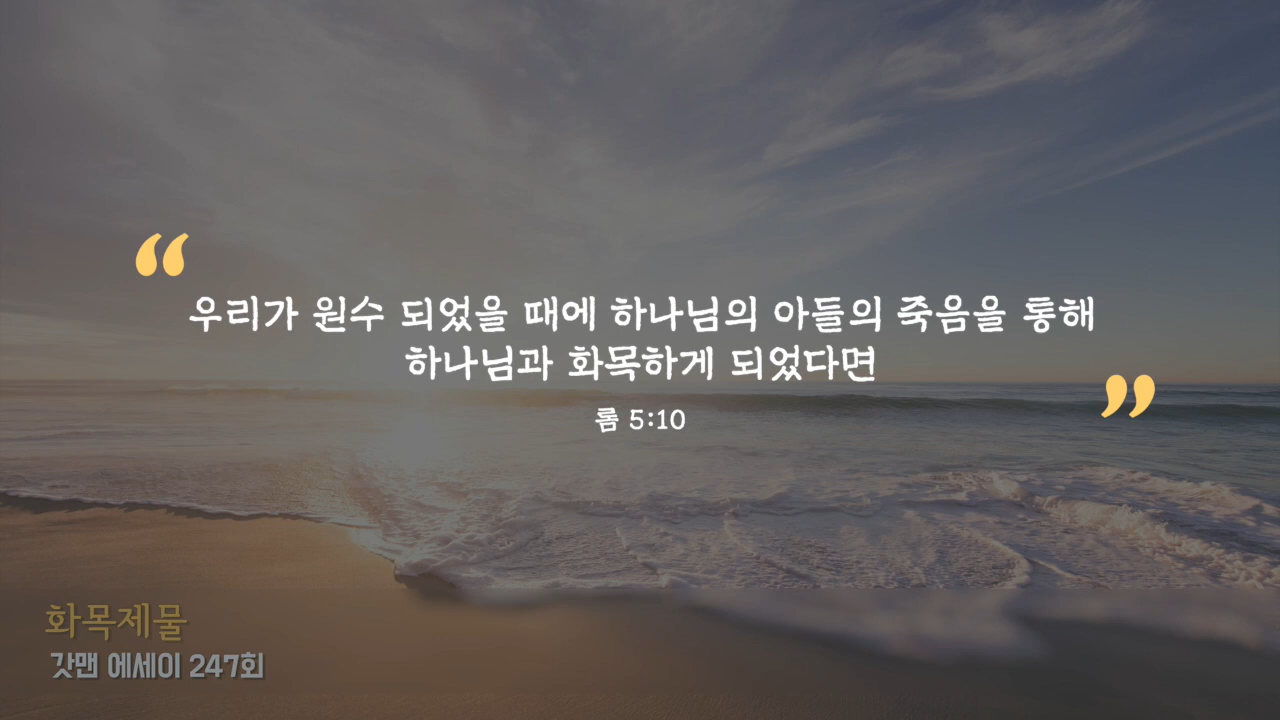 “
우리가 원수 되었을 때에 하나님의 아들의 죽음을 통해
하나님과 화목하게 되었다면
”
롬 5:10
화목제물
갓맨 에세이 247회